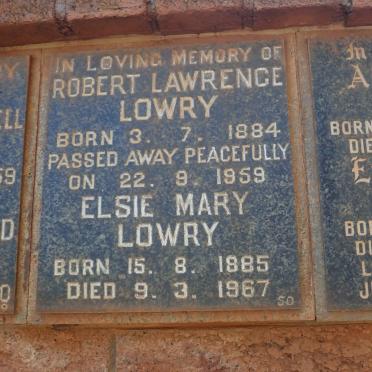 IN LOVING MEMORY OF
ROBERT LAWRENCE
LOWRY
BORN 3. 7. 1884
PASSED AWAY PEACEFULLY
ON 22. 9. 1959
ELSIE MARY
LOWRY
BORN 15. 8. 1885
DIED 9. 3. 1967
SO